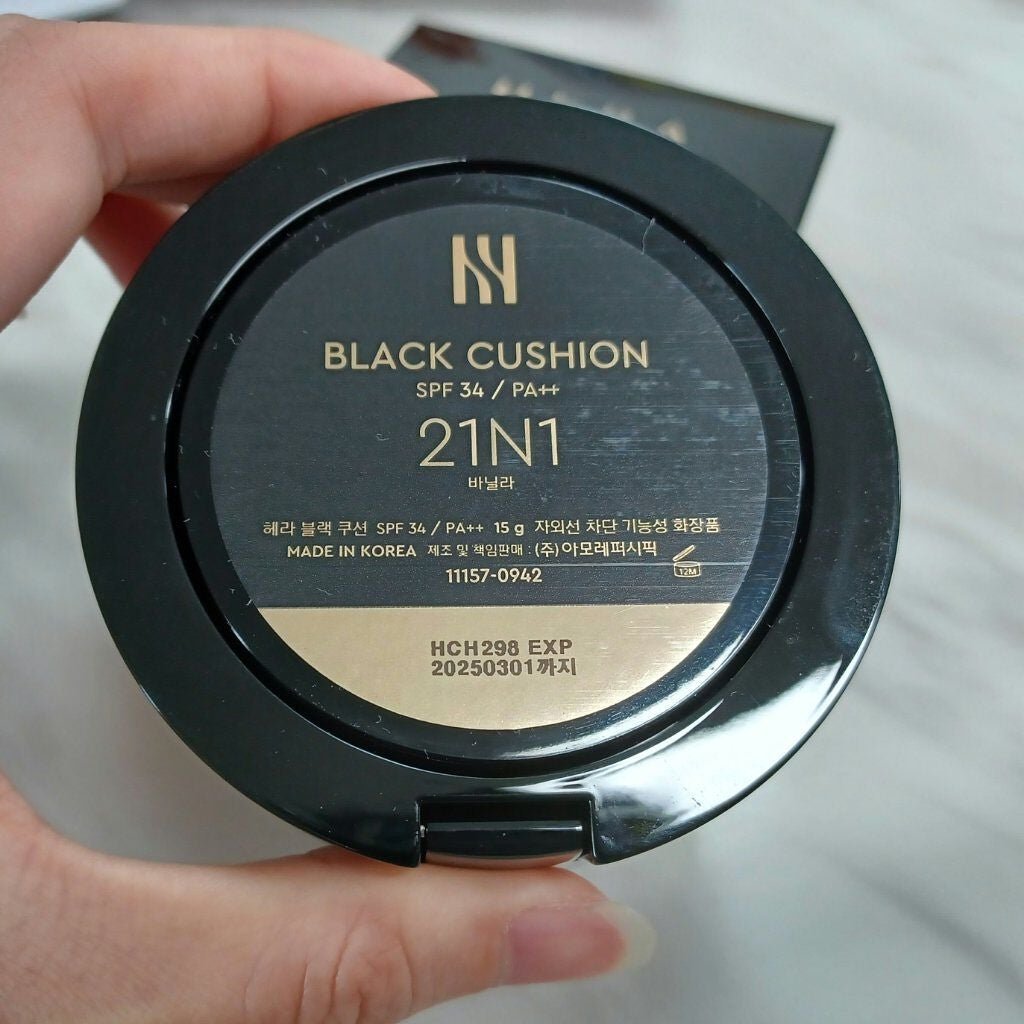 HERA
BLACK CUSHION
SPF 34 / PA++
21N1
바닐라
헤라 블랙 쿠션 SPF 34 / PA++ 15 g 자외선 차단 기능성 화장품
MADE IN KOREA 제조 및 책임판매 : (주)아모레퍼시픽
12M
11157-0942
HCH298 EXP
20250301까지